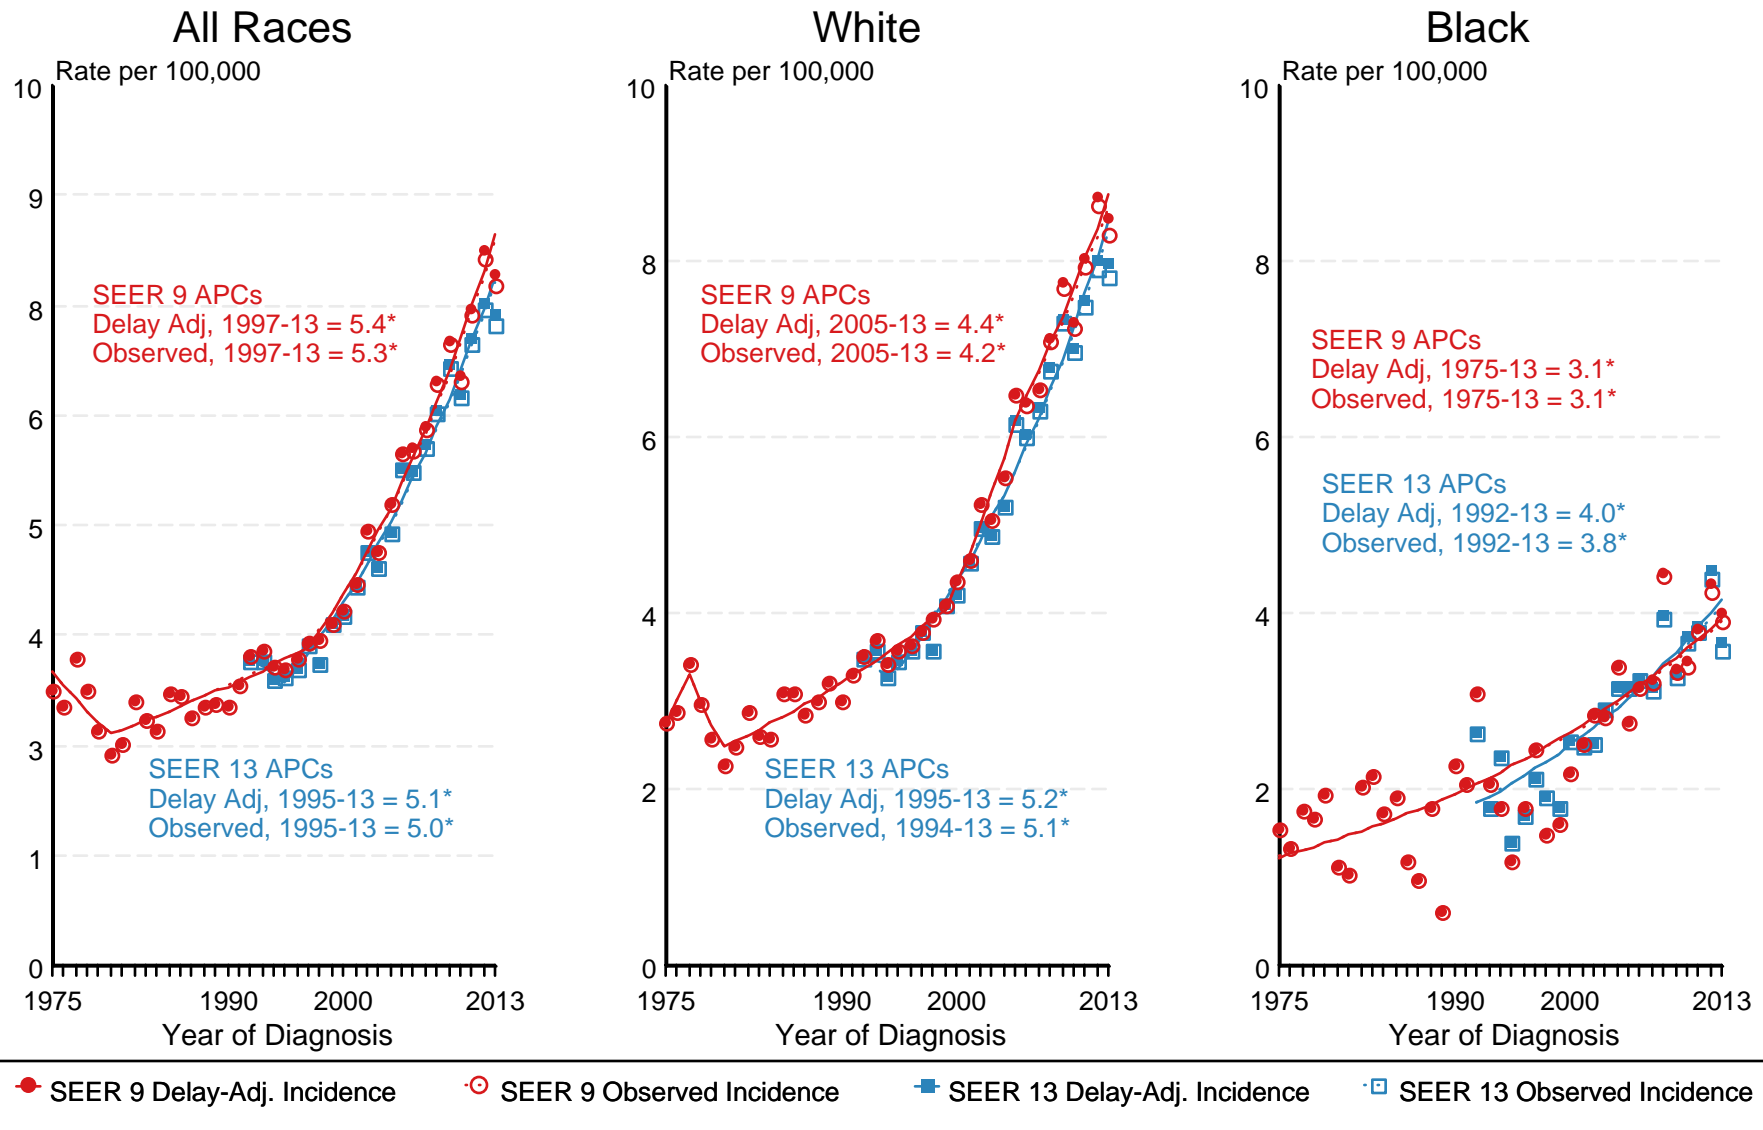 All Races
Rate per 100,000
10
9
8
6
5
4
3
1
0
SEER 9 APCs
Delay Adj, 1997-13 = 5.4*
Observed, 1997-13 = 5.3*
SEER 13 APCs
Delay Adj, 1995-13 = 5.1*
Observed, 1995-13 = 5.0*
1975 1990 2000 2013
Year of Diagnosis
White
Rate per 100,000
10
8
6
4
2
0
SEER 9 APCs
Delay Adj, 2005-13 = 4.4*
Observed, 2005-13 = 4.2*
SEER 13 APCs
Delay Adj, 1995-13 = 5.2*
Observed, 1994-13 = 5.1*
1975 1990 2000 2013
Year of Diagnosis
Black
Rate per 100,000
10
8
6
4
2
0
SEER 9 APCs
Delay Adj, 1975-13 = 3.1*
Observed, 1975-13 = 3.1*
SEER 13 APCs
Delay Adj, 1992-13 = 4.0*
Observed, 1992-13 = 3.8*
1975 1990 2000 2013
Year of Diagnosis
SEER 9 Delay-Adj. Incidence
SEER 9 Observed Incidence
SEER 13 Delay-Adj. Incidence
SEER 13 Observed Incidence